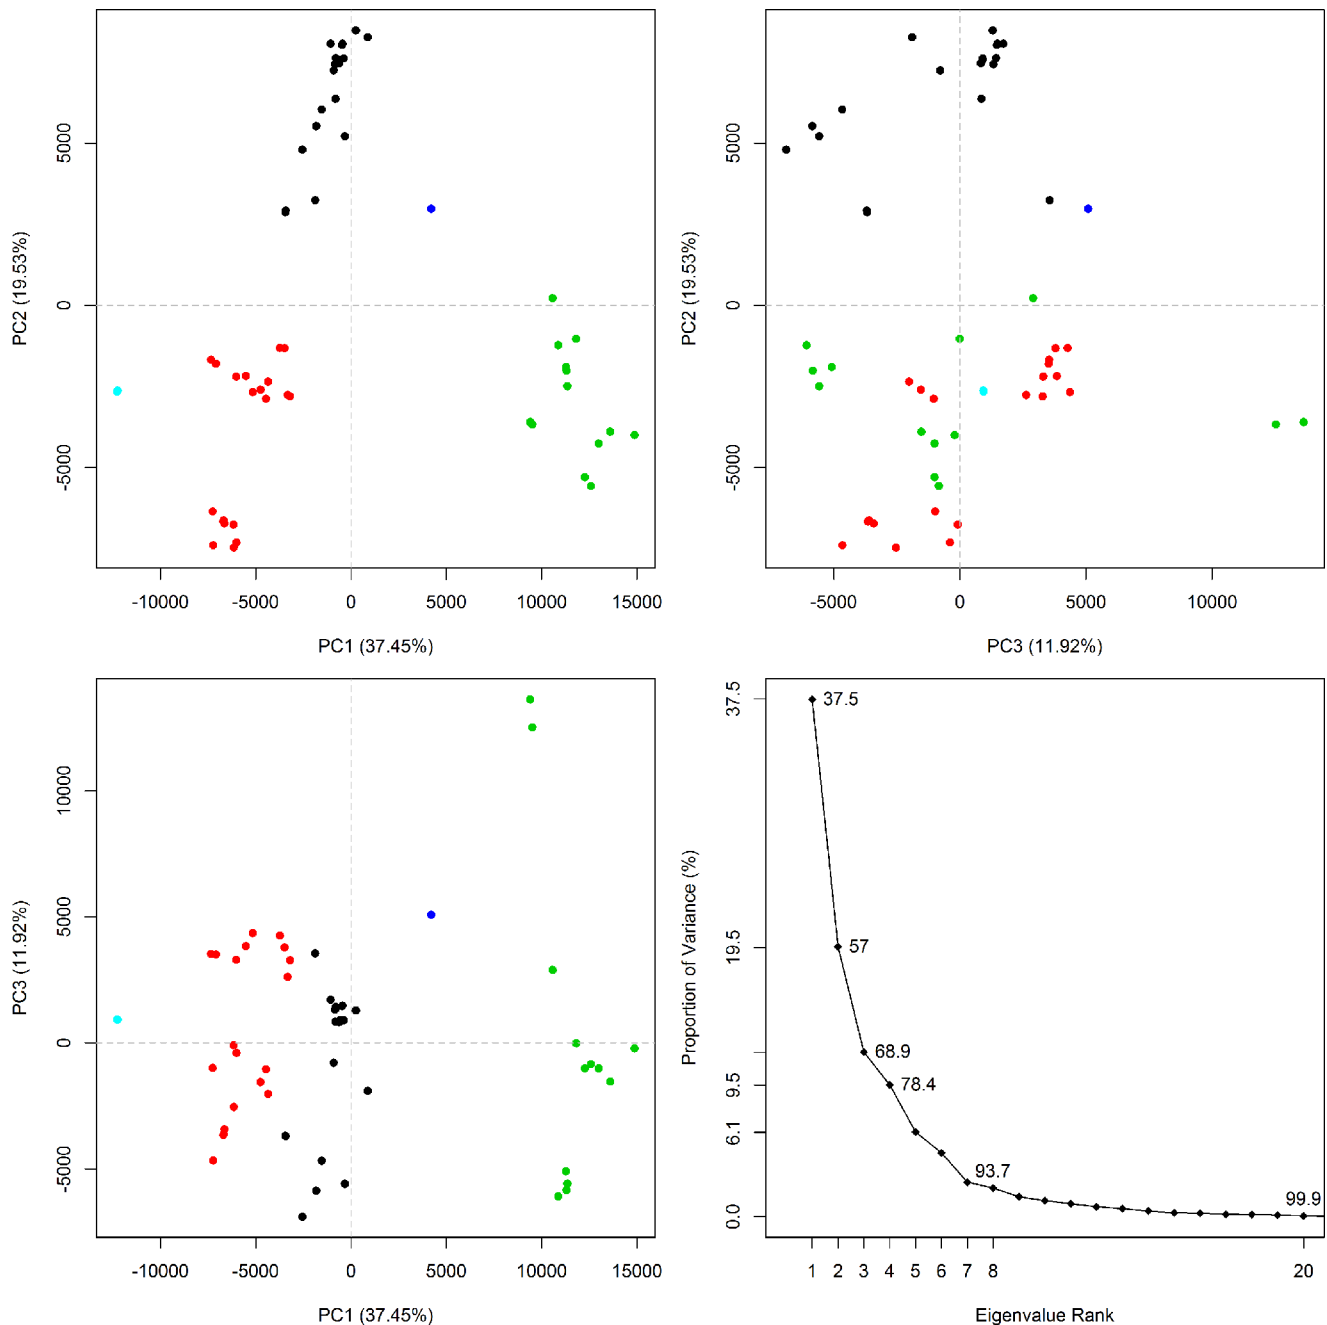 5000
0
-5000
PC2 (19.53%)
-10000 -5000 0 5000 10000 15000
PC1 (37.45%)
5000
0
-5000
PC2 (19.53%)
-5000 0 5000 10000
PC3 (11.92%)
10000
5000
0
-5000
PC3 (11.92%)
-10000 -5000 0 5000 10000 15000
PC1 (37.45%)
37.5
19.5
9.5
6.1
0.0
Proportion of Variance (%)
37.5
57
68.9
78.4
93.7
99.9
1 2 3 4 5 6 7 8 20
Eigenvalue Rank